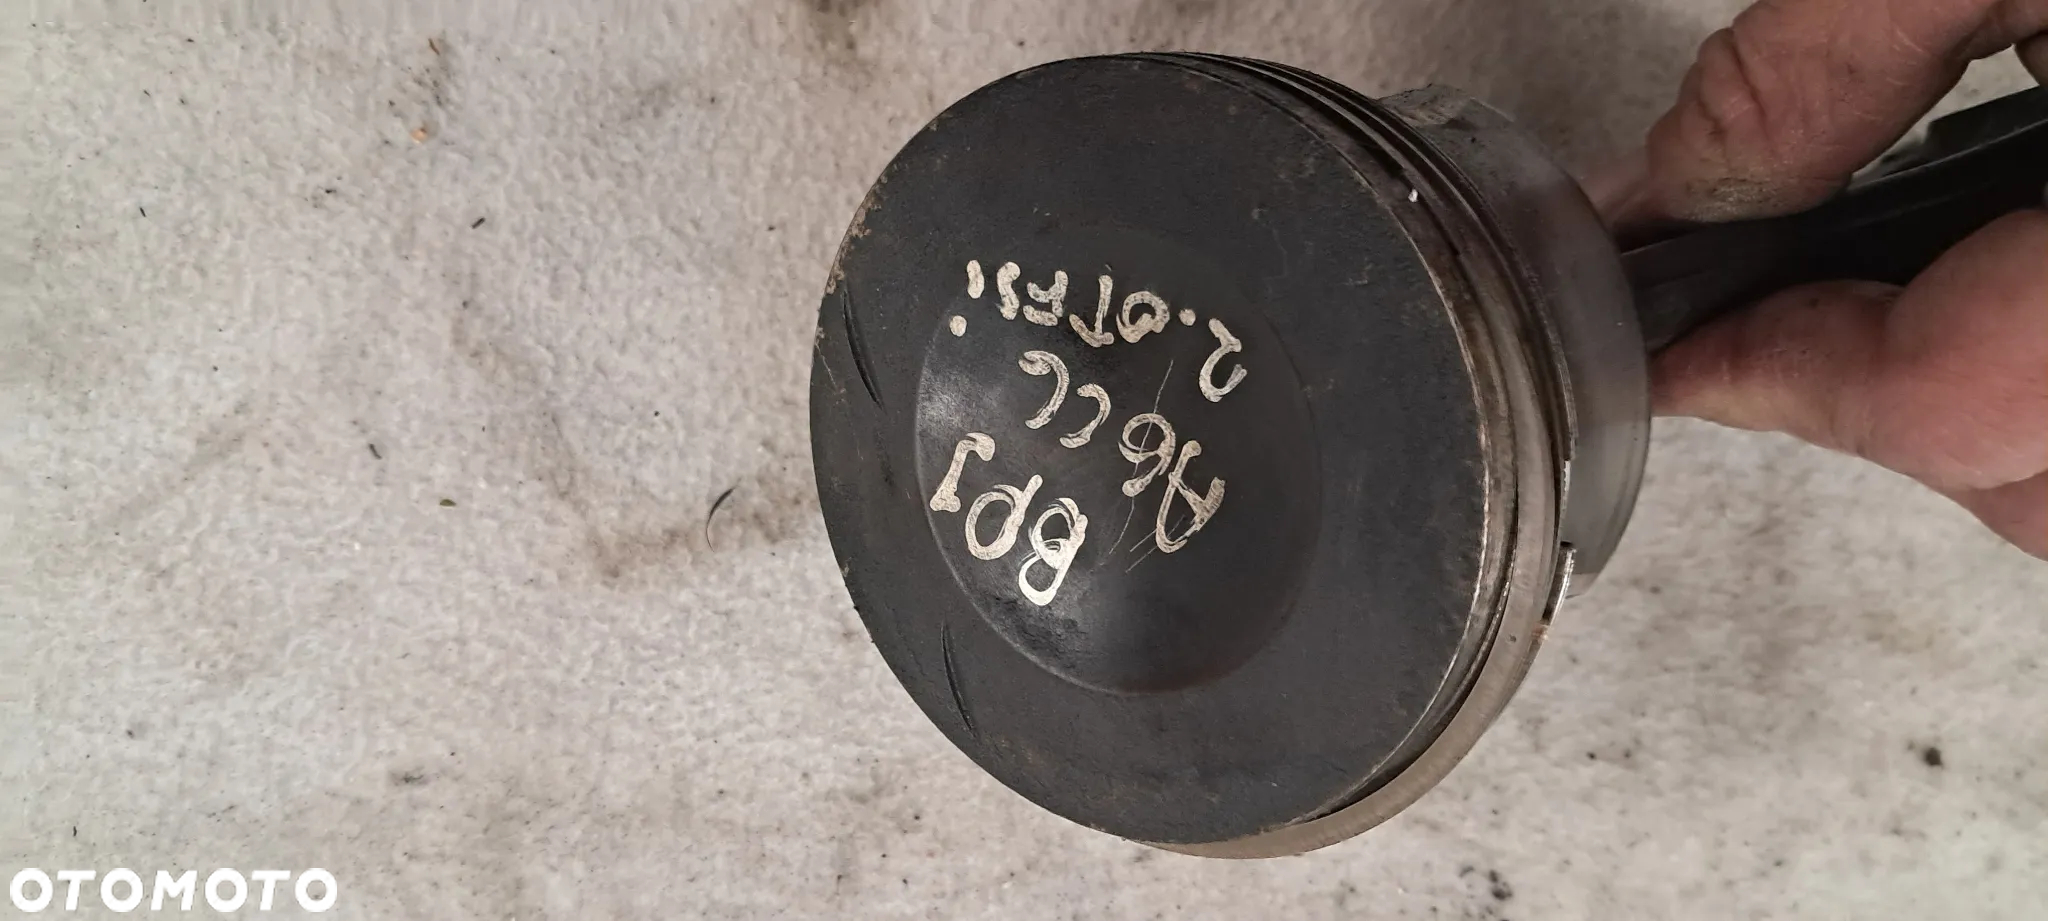 BPJ
A6 C6
2.0TFSI.
OTOMOTO